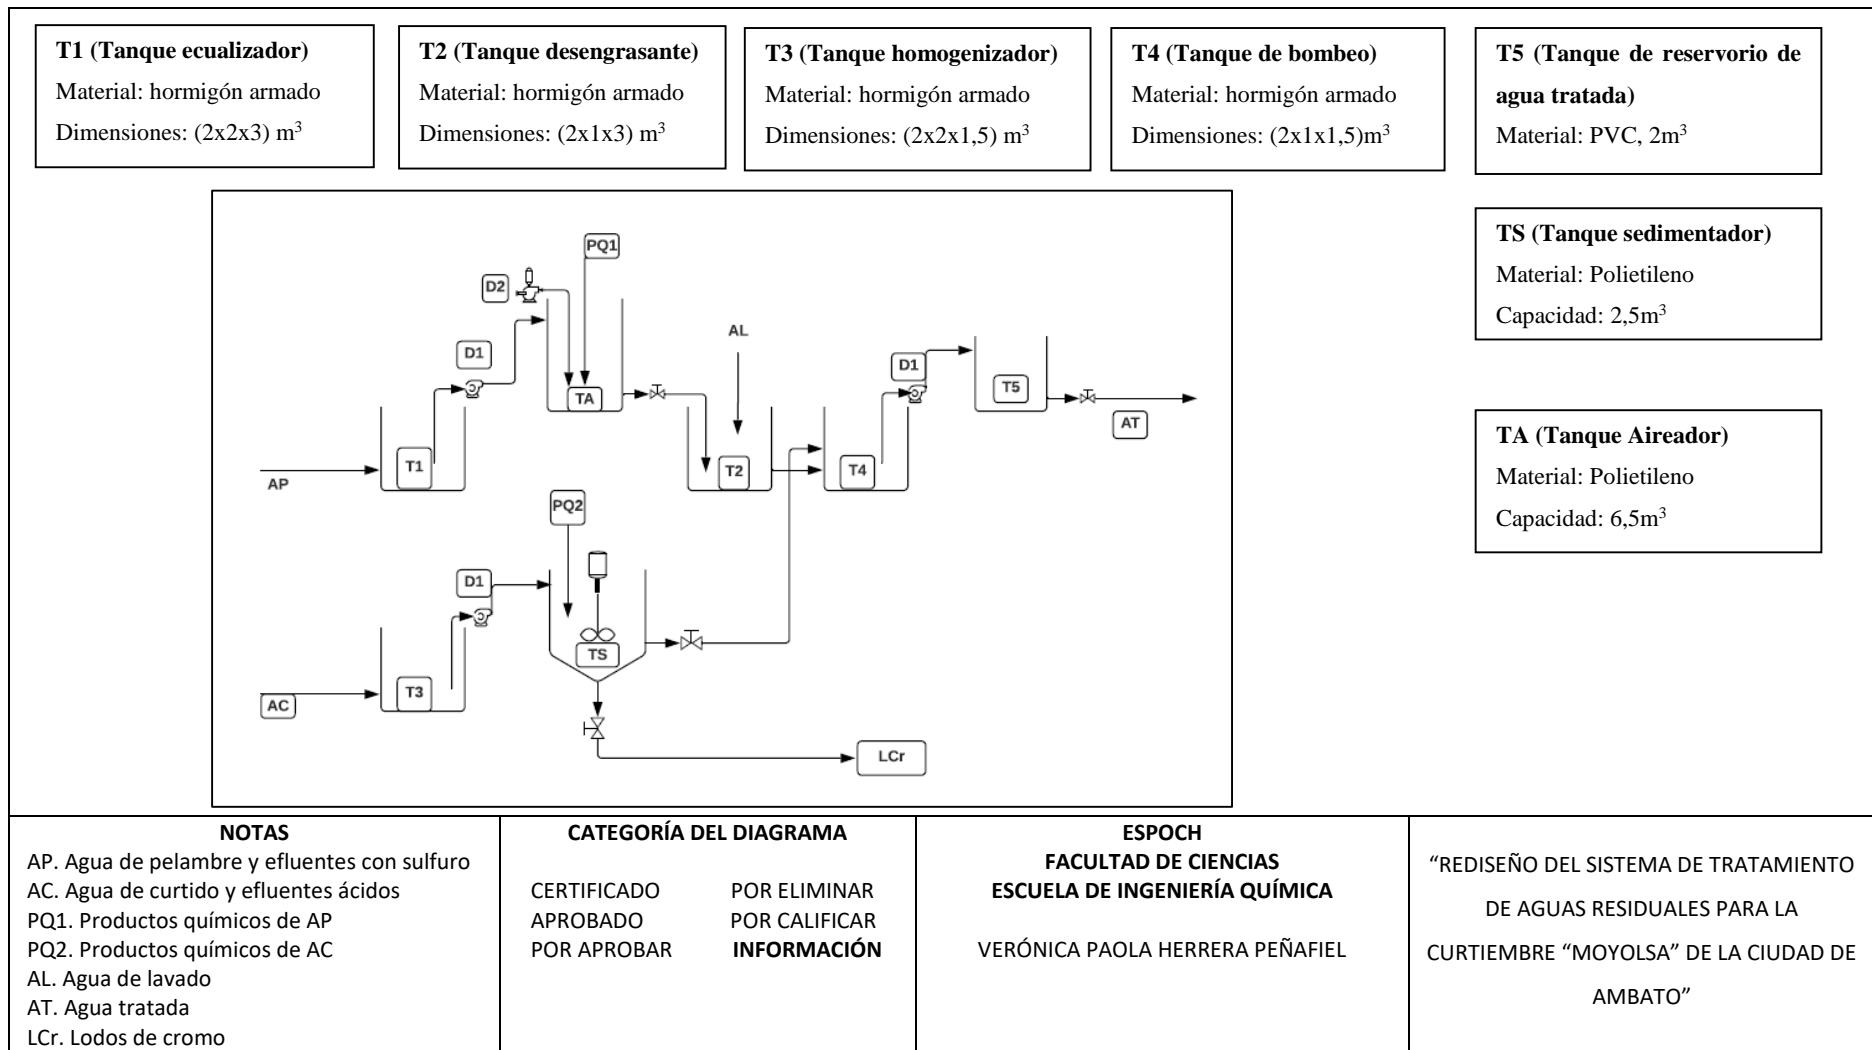 T1 (Tanque ecualizador)
Material: hormigón armado
Dimensiones: (2x2x3) m³
T2 (Tanque desengrasante)
Material: hormigón armado
Dimensiones: (2x1x3) m³
T3 (Tanque homogenizador)
Material: hormigón armado
Dimensiones: (2x2x1,5) m³
T4 (Tanque de bombeo)
Material: hormigón armado
Dimensiones: (2x1x1,5)m³
T5 (Tanque de reservorio de
agua tratada)
Material: PVC, 2m³
TS (Tanque sedimentador)
Material: Polietileno
Capacidad: 2,5m³
TA (Tanque Aireador)
Material: Polietileno
Capacidad: 6,5m³
PQ1
D2
D1
TA
AL
D1
T5
AT
T1
AP
T2
T4
PQ2
D1
TS
T3
AC
LCr
NOTAS
AP. Agua de pelambre y efluentes con sulfuro
AC. Agua de curtido y efluentes ácidos
PQ1. Productos químicos de AP
PQ2. Productos químicos de AC
AL. Agua de lavado
AT. Agua tratada
LCr. Lodos de cromo
CATEGORÍA DEL DIAGRAMA
CERTIFICADO POR ELIMINAR
APROBADO POR CALIFICAR
POR APROBAR INFORMACIÓN
ESPOCH
FACULTAD DE CIENCIAS
ESCUELA DE INGENIERÍA QUÍMICA
VERÓNICA PAOLA HERRERA PEÑAFIEL
“REDISEÑO DEL SISTEMA DE TRATAMIENTO
DE AGUAS RESIDUALES PARA LA
CURTIEMBRE “MOYOLSA” DE LA CIUDAD DE
AMBATO”